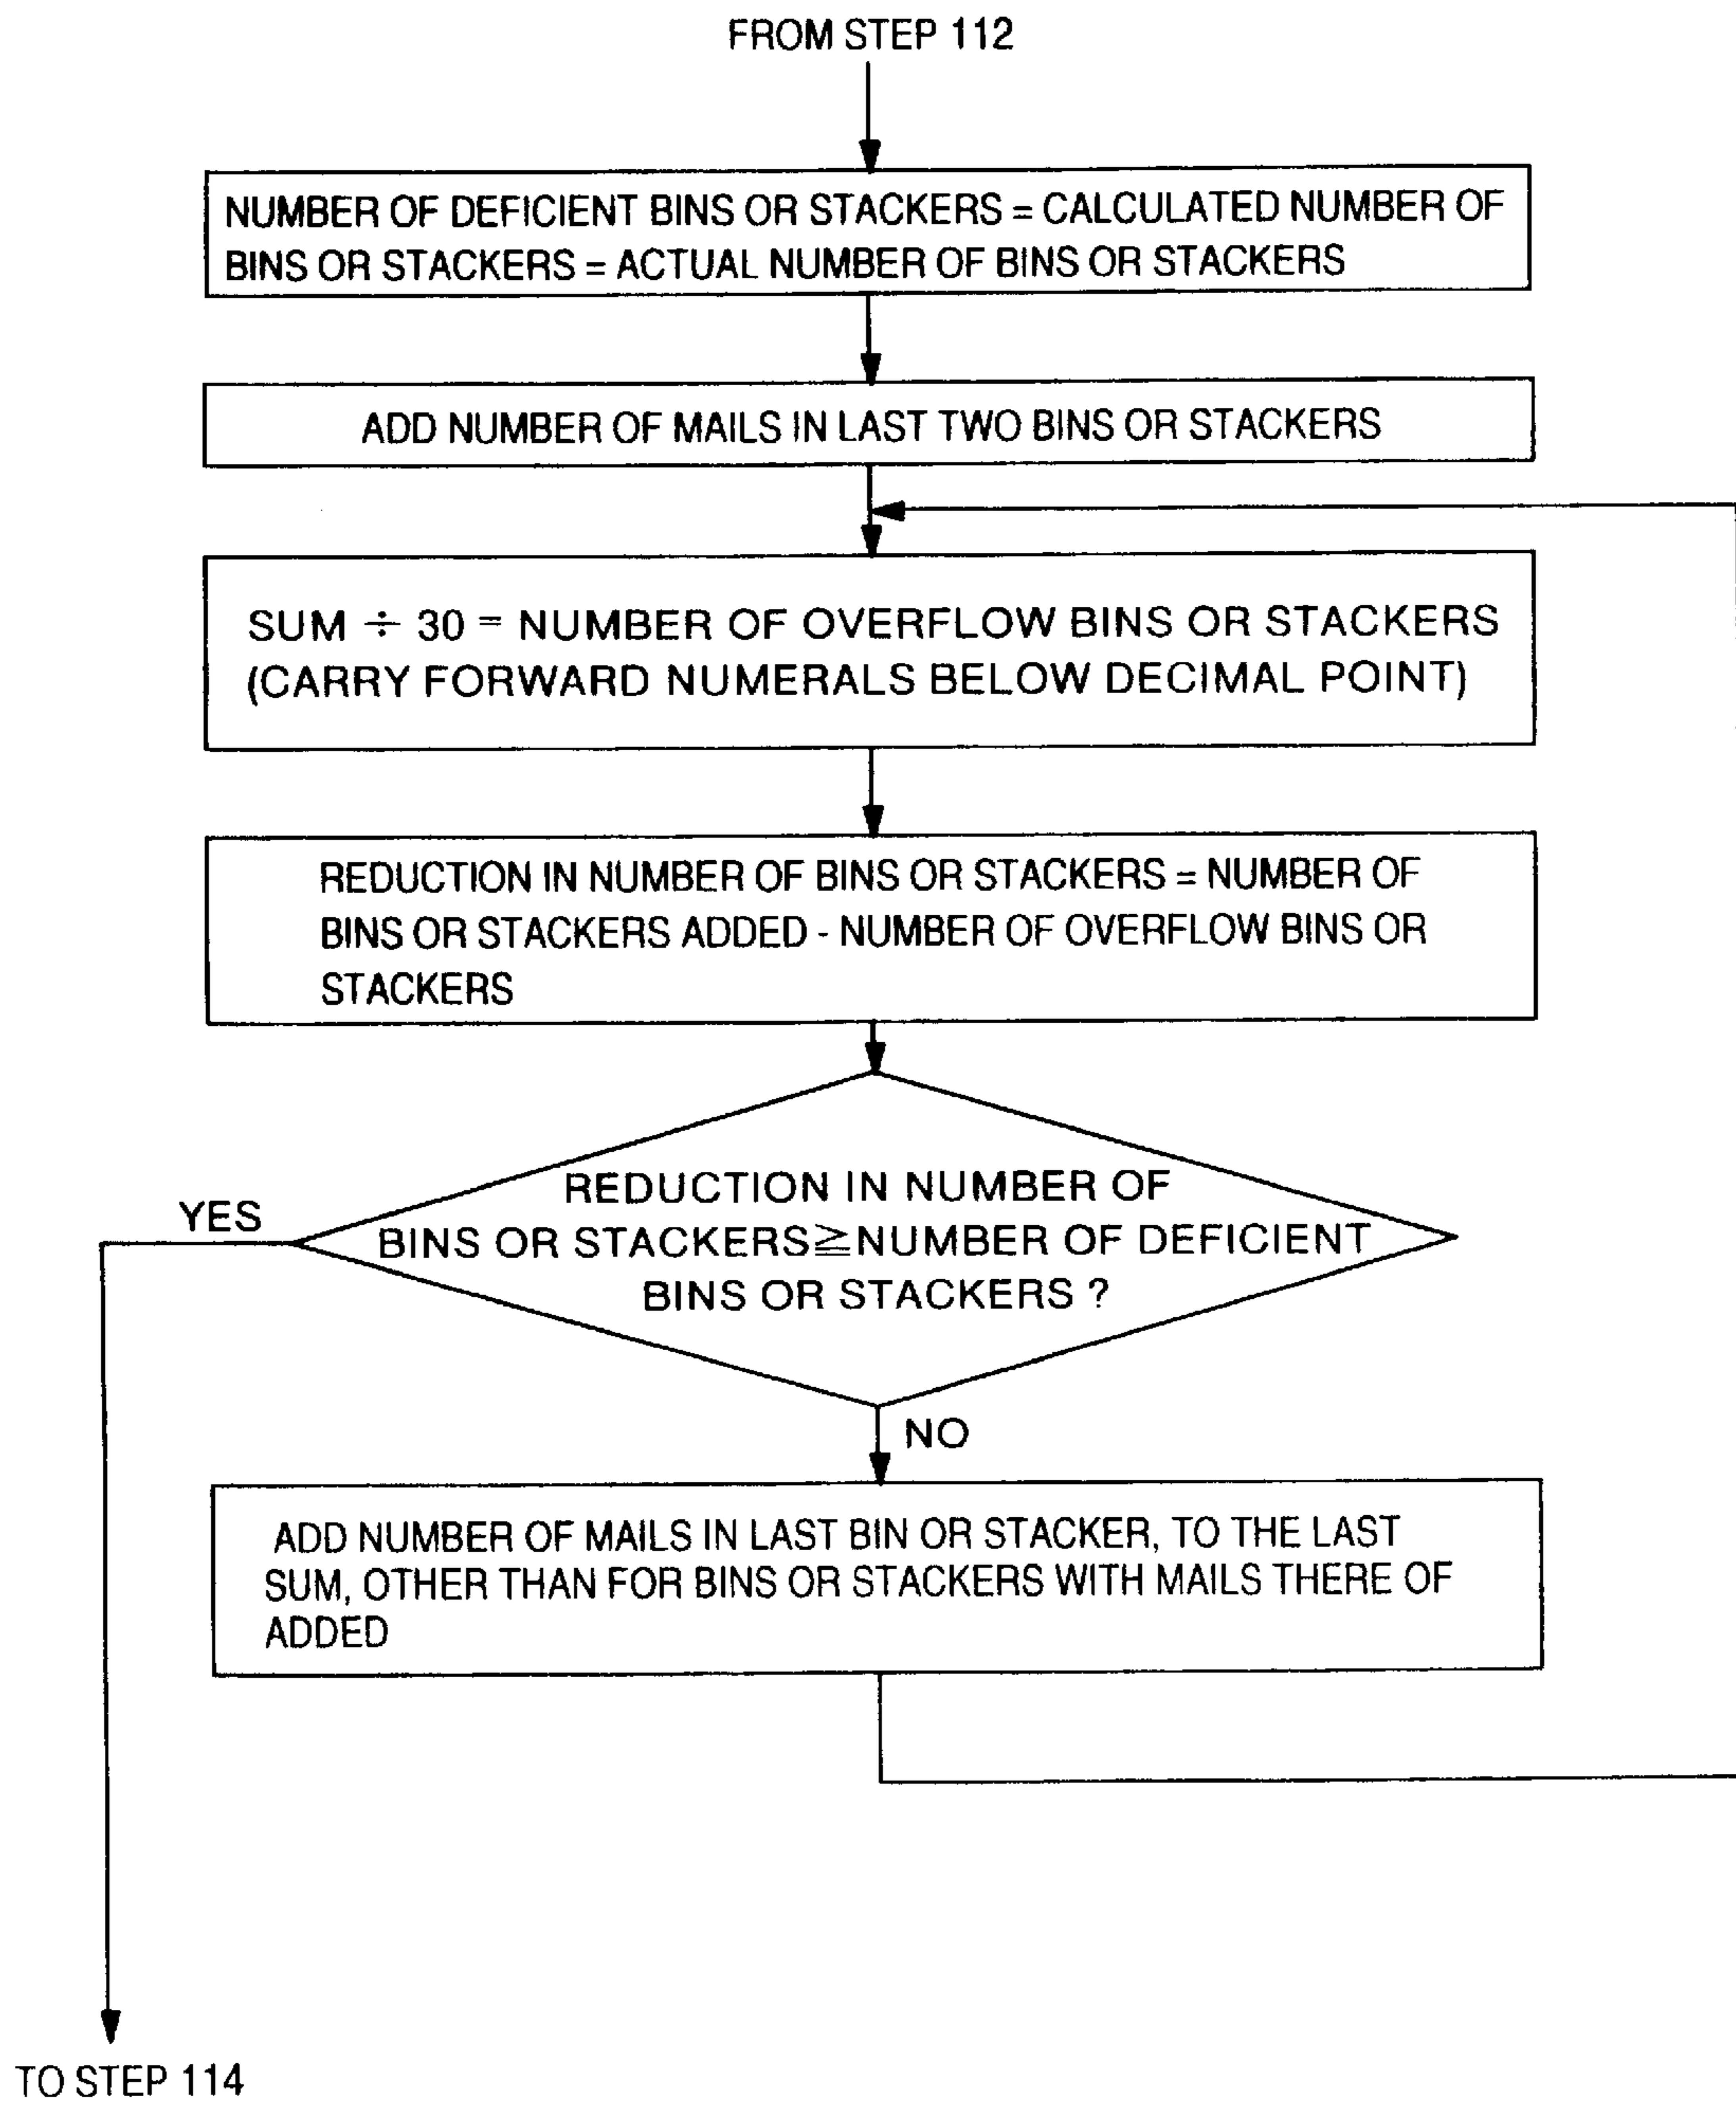 FROM STEP 112
NUMBER OF DEFICIENT BINS OR STACKERS = CALCULATED NUMBER OF
BINS OR STACKERS = ACTUAL NUMBER OF BINS OR STACKERS
ADD NUMBER OF MAILS IN LAST TWO BINS OR STACKERS
SUM ÷ 30 = NUMBER OF OVERFLOW BINS OR STACKERS
(CARRY FORWARD NUMERALS BELOW DECIMAL POINT)
REDUCTION IN NUMBER OF BINS OR STACKERS = NUMBER OF
BINS OR STACKERS ADDED - NUMBER OF OVERFLOW BINS OR
STACKERS
REDUCTION IN NUMBER OF
BINS OR STACKERS≧NUMBER OF DEFICIENT
BINS OR STACKERS ?
YES
NO
ADD NUMBER OF MAILS IN LAST BIN OR STACKER, TO THE LAST
SUM, OTHER THAN FOR BINS OR STACKERS WITH MAILS THERE OF
ADDED
TO STEP 114